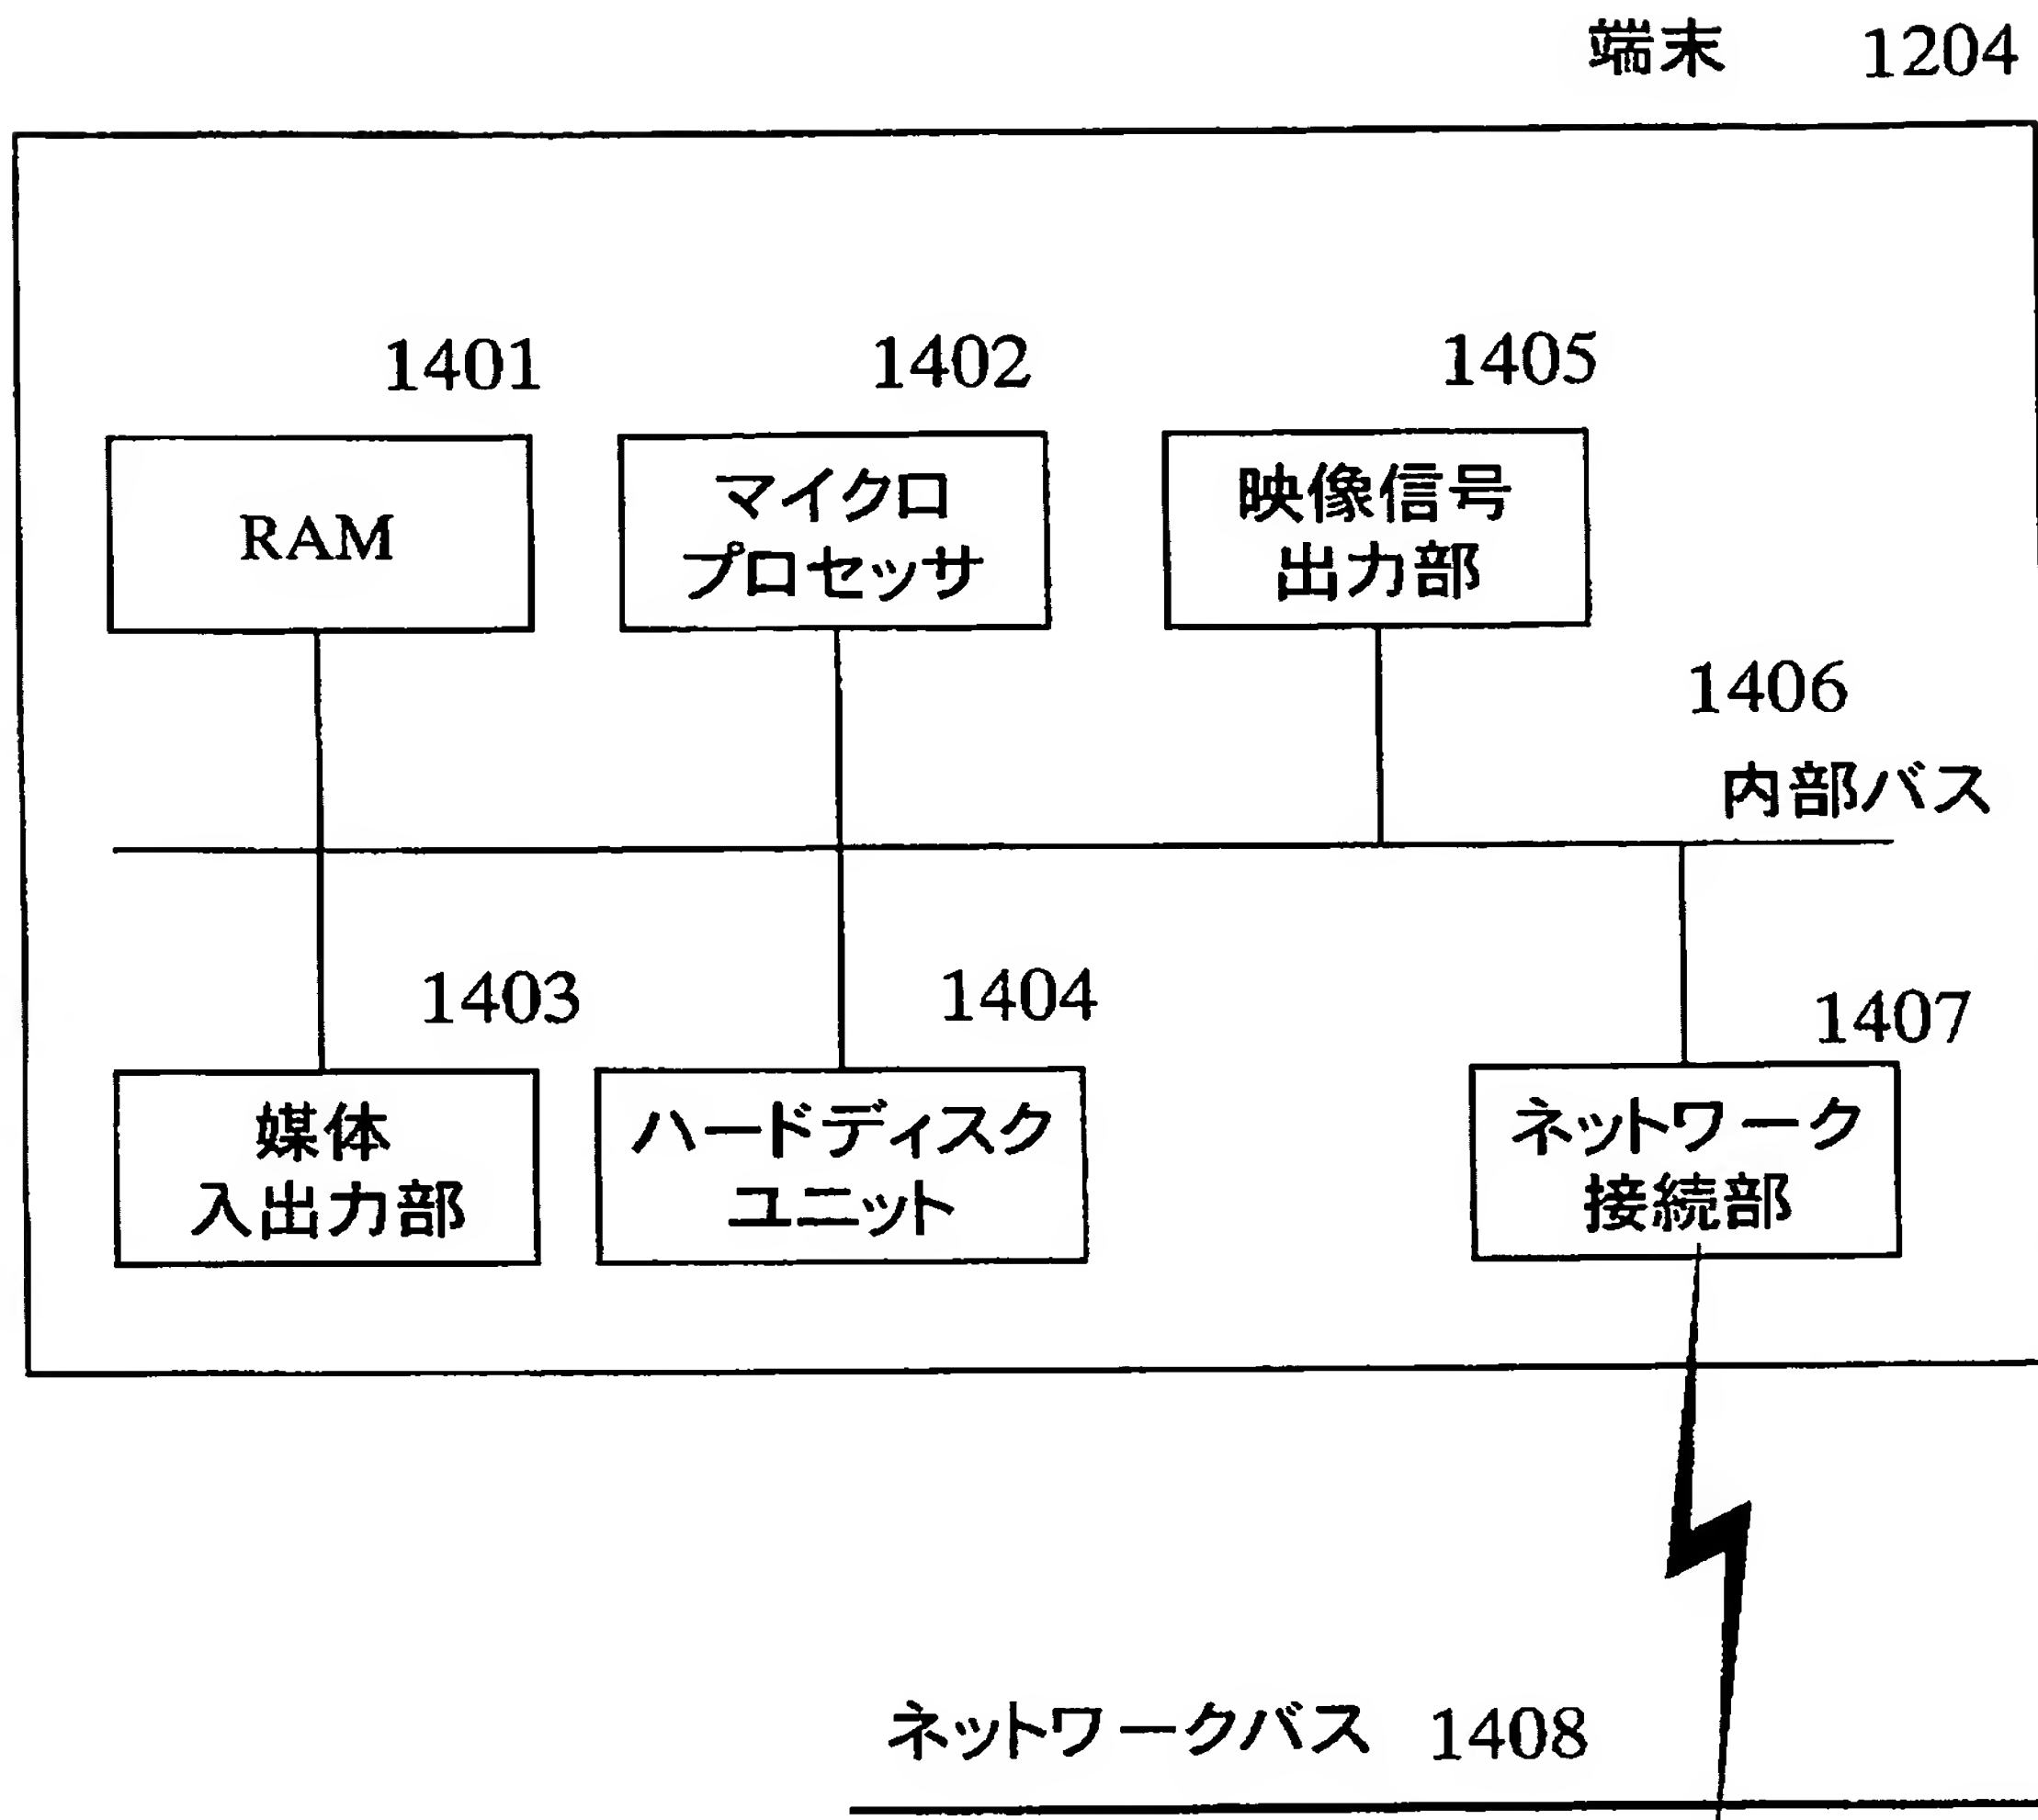 端末 1204
1401
1402
1405
RAM
マイクロ
プロセッサ
映像信号
出力部
1406
内部バス
1403
1404
1407
媒体
入出力部
ハードディスク
ユニット
ネットワーク
接続部
ネットワークバス 1408